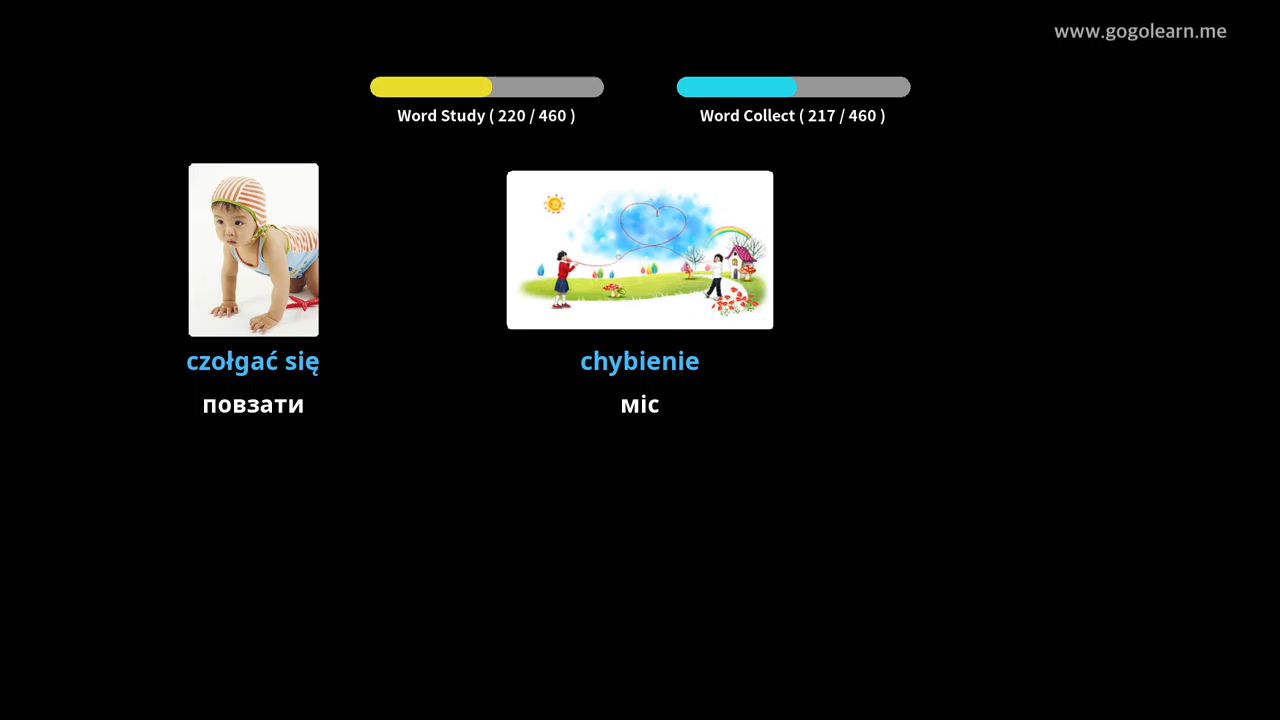 www.gogolearn.me
Word Study ( 220 / 460 )
Word Collect ( 217 / 460 )
czołgać się
chybienie
повзати
міс